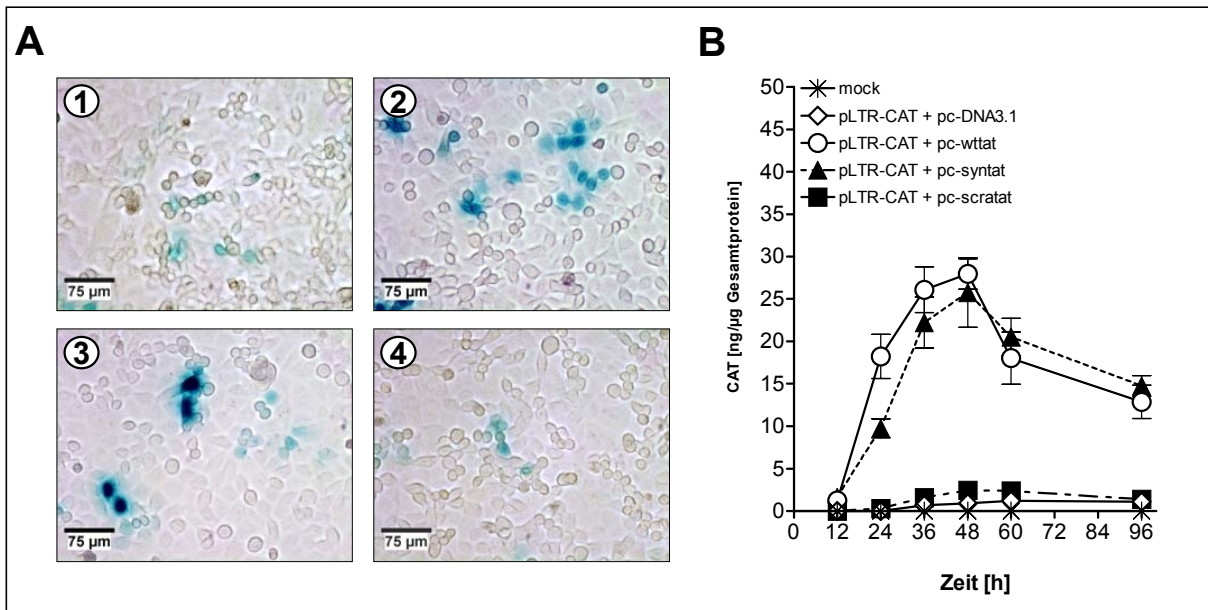 A
1
75 µm
2
75 µm
3
75 µm
4
75 µm
B
mock
pLTR-CAT + pc-DNA3.1
pLTR-CAT + pc-wttat
pLTR-CAT + pc-syntat
pLTR-CAT + pc-scratat
CAT [ng/µg Gesamtprotein]
50
45
40
35
30
25
20
15
10
5
0
0 12 24 36 48 60 72 84 96
Zeit [h]